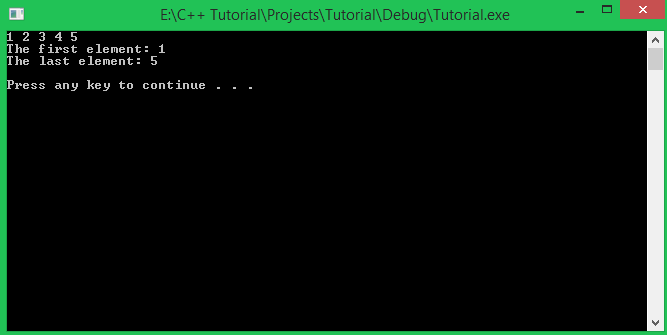 E:\C++ Tutorial\Projects\Tutorial\Debug\Tutorial.exe
1 2 3 4 5
The first element: 1
The last element: 5
Press any key to continue . . .